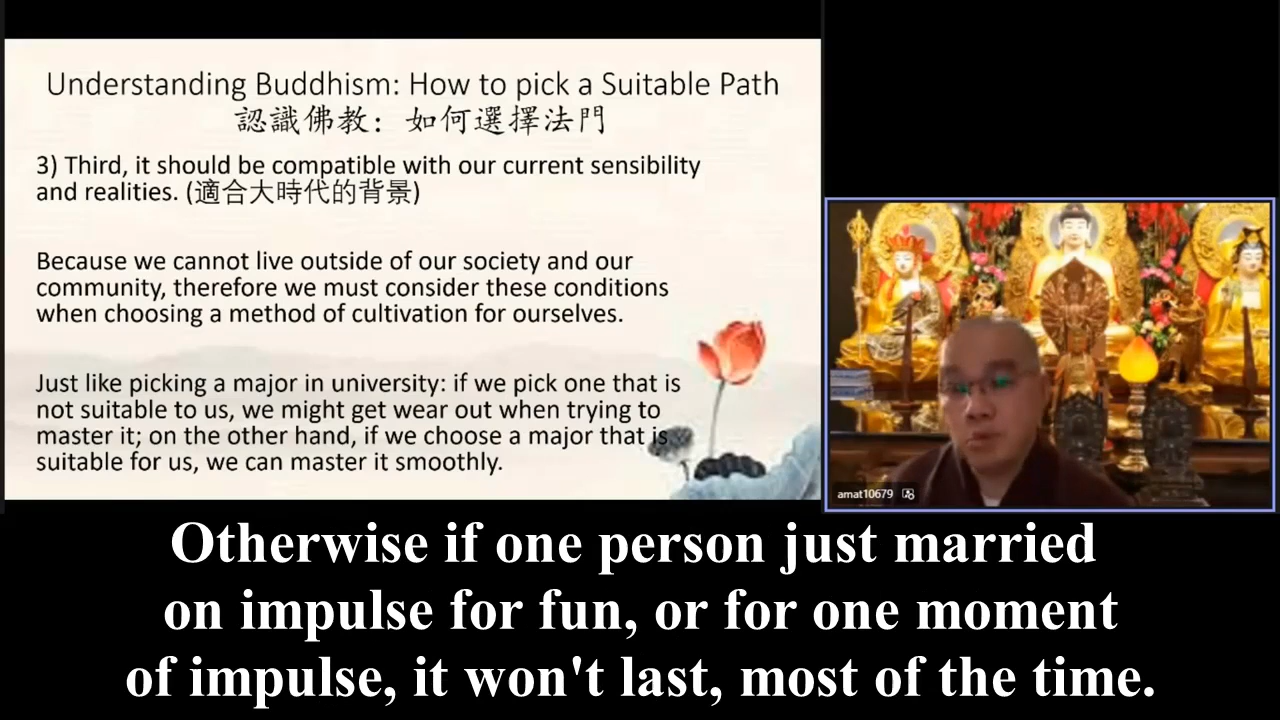 Understanding Buddhism: How to pick a Suitable Path
認識佛教：如何選擇法門
3) Third, it should be compatible with our current sensibility
and realities. (適合大時代的背景)
Because we cannot live outside of our society and our
community, therefore we must consider these conditions
when choosing a method of cultivation for ourselves.
Just like picking a major in university: if we pick one that is
not suitable to us, we might get wear out when trying to
master it; on the other hand, if we choose a major that is
suitable for us, we can master it smoothly.
amat10679
Otherwise if one person just married
on impulse for fun, or for one moment
of impulse, it won't last, most of the time.